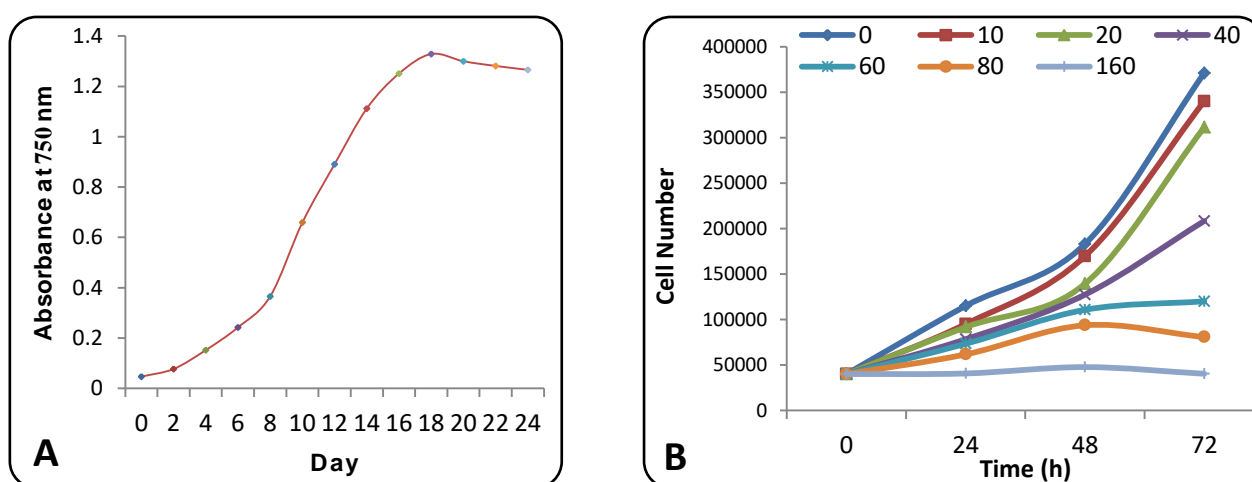 1.4
1.2
1
0.8
0.6
0.4
0.2
0
Absorbance at 750 nm
0 2 4 6 8 10 12 14 16 18 20 22 24
Day
A
0 10 20 40
60 80 160
400000
350000
300000
250000
200000
150000
100000
50000
0
Cell Number
0 24 48 72
Time (h)
B